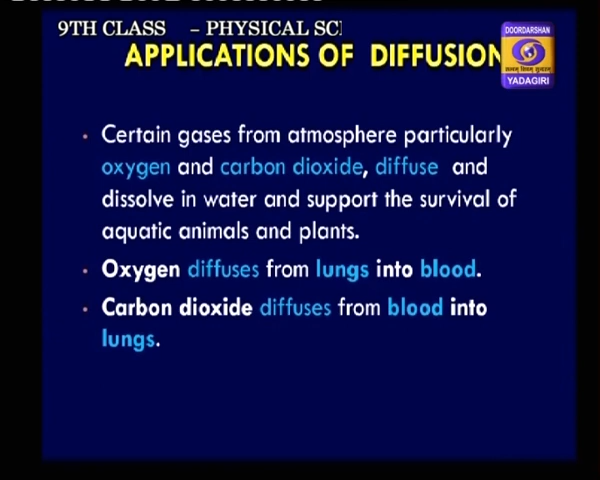 9TH CLASS - PHYSICAL SCI
APPLICATIONS OF DIFFUSION
DOORDARSHAN
YADAGIRI
• Certain gases from atmosphere particularly
oxygen and carbon dioxide, diffuse and
dissolve in water and support the survival of
aquatic animals and plants.
• Oxygen diffuses from lungs into blood.
• Carbon dioxide diffuses from blood into
lungs.